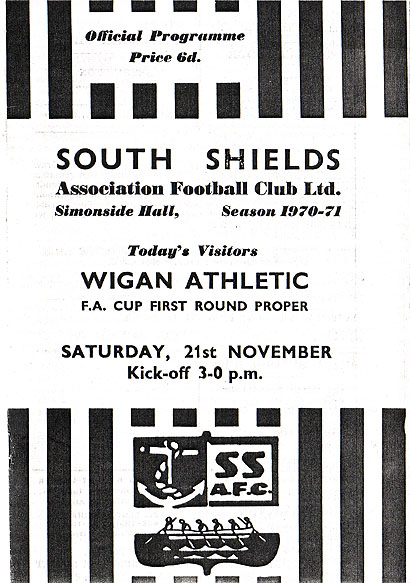 Official Programme
Price 6d.
SOUTH SHIELDS
Association Football Club Ltd.
Simonside Hall, Season 1970-71
Today's Visitors
WIGAN ATHLETIC
F.A. CUP FIRST ROUND PROPER
SATURDAY, 21st NOVEMBER
Kick-off 3-0 p.m.
SS
A.F.C.